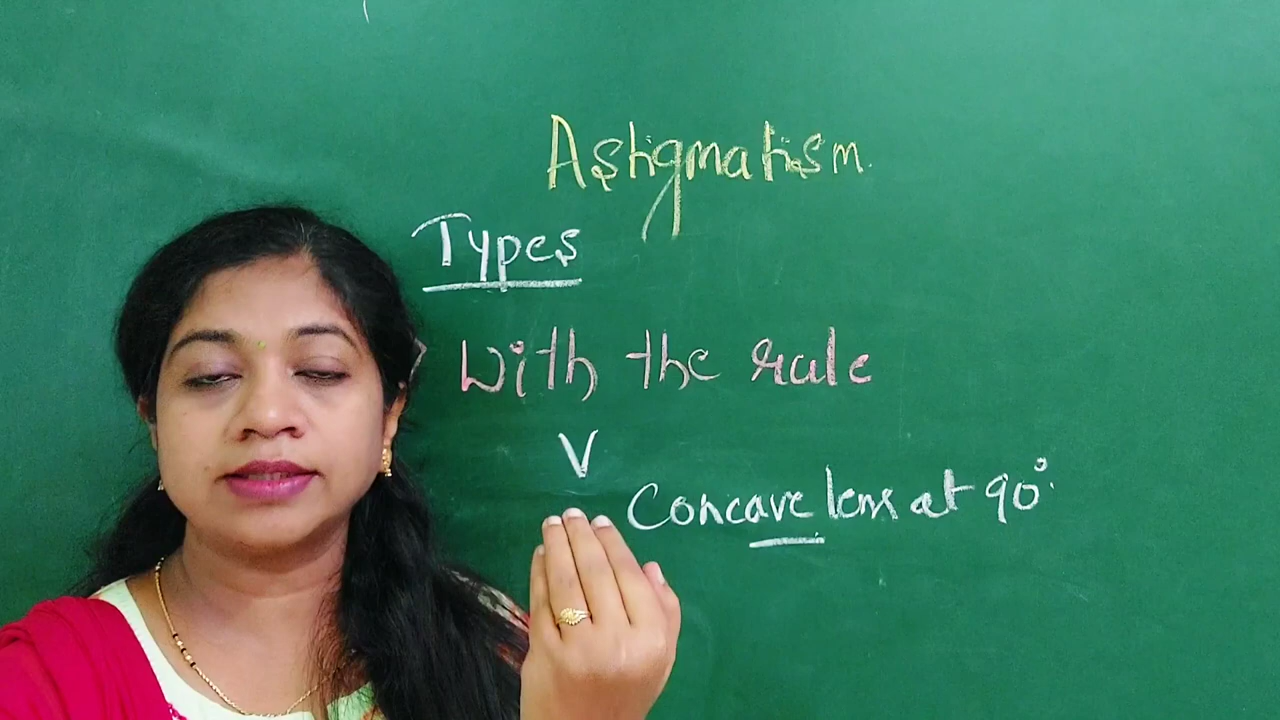 Astigmatism.
Types
With the rule
V
Concave lens at 90°.